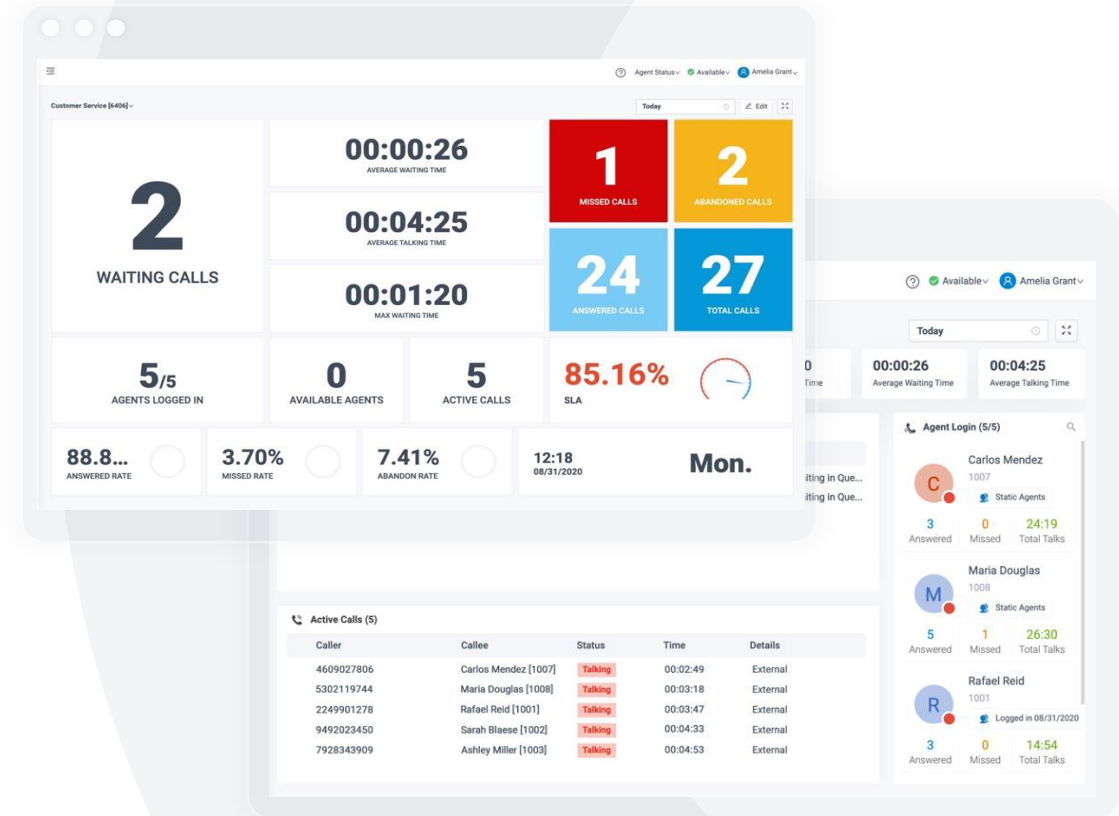 Agent Status Available Amelia Grant
Customer Service [6406] Today Edit
2
WAITING CALLS
00:00:26
AVERAGE WAITING TIME
00:04:25
AVERAGE TALKING TIME
00:01:20
MAX WAITING TIME
1
MISSED CALLS
2
ABANDONED CALLS
24
ANSWERED CALLS
27
TOTAL CALLS
5/5
AGENTS LOGGED IN
0
AVAILABLE AGENTS
5
ACTIVE CALLS
85.16%
SLA
88.8...
ANSWERED RATE
3.70%
MISSED RATE
7.41%
ABANDON RATE
12:18
08/31/2020
Mon.
Available Amelia Grant
Today
0
Time
00:00:26
Average Waiting Time
00:04:25
Average Talking Time
iting in Que...
iting in Que...
Active Calls (5)
Caller Callee Status Time Details
4609027806 Carlos Mendez [1007] Talking 00:02:49 External
5302119744 Maria Douglas [1008] Talking 00:03:18 External
2249901278 Rafael Reid [1001] Talking 00:03:47 External
9492023450 Sarah Blaese [1002] Talking 00:04:33 External
7928343909 Ashley Miller [1003] Talking 00:04:53 External
Agent Login (5/5)
C
Carlos Mendez
1007
Static Agents
3 0 24:19
Answered Missed Total Talks
M
Maria Douglas
1008
Static Agents
5 1 26:30
Answered Missed Total Talks
R
Rafael Reid
1001
Logged in 08/31/2020
3 0 14:54
Answered Missed Total Talks